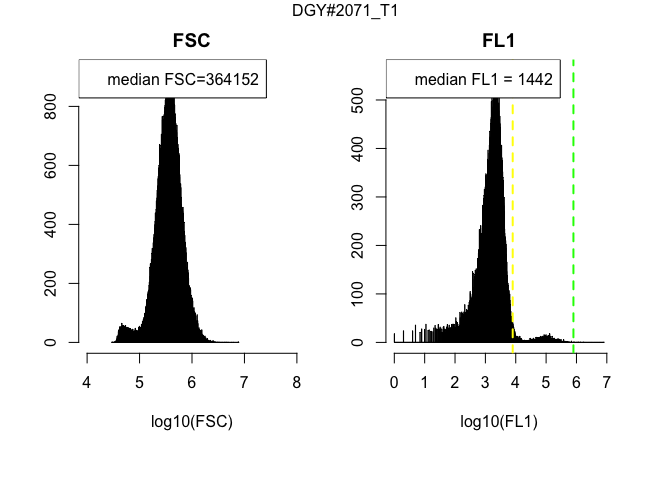 DGY#2071_T1
FSC
median FSC=364152
0
200
400
600
800
4 5 6 7 8
log10(FSC)
FL1
median FL1 = 1442
0
100
200
300
400
500
0 1 2 3 4 5 6 7
log10(FL1)